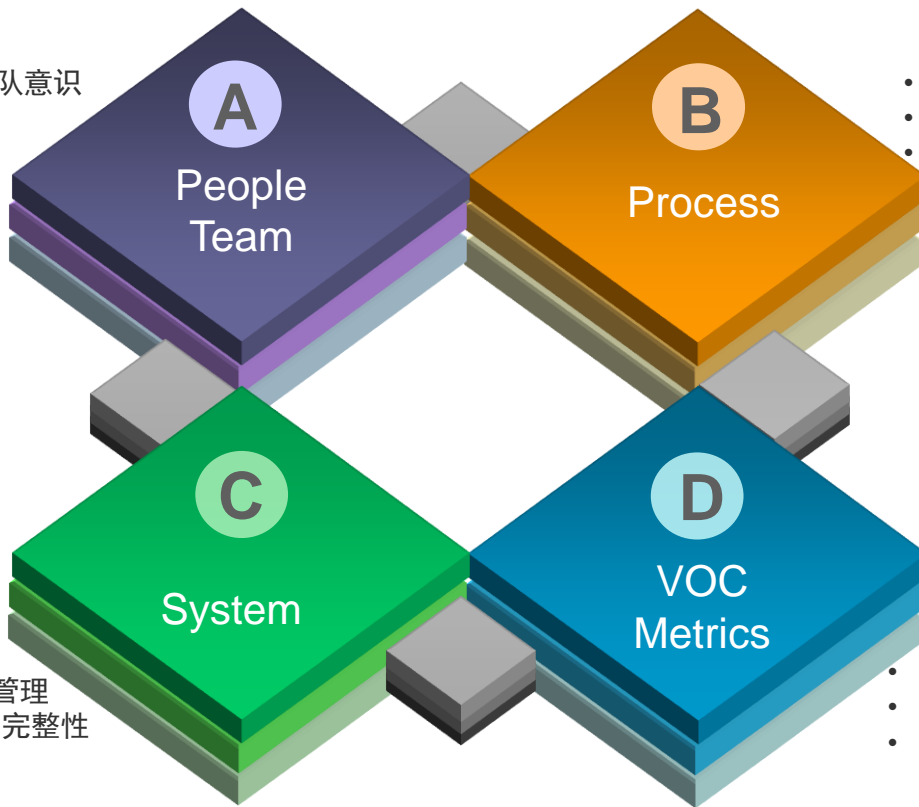 队意识
A
People
Team
B
Process
•
•
•
C
System
D
VOC
Metrics
管理
完整性
•
•
•